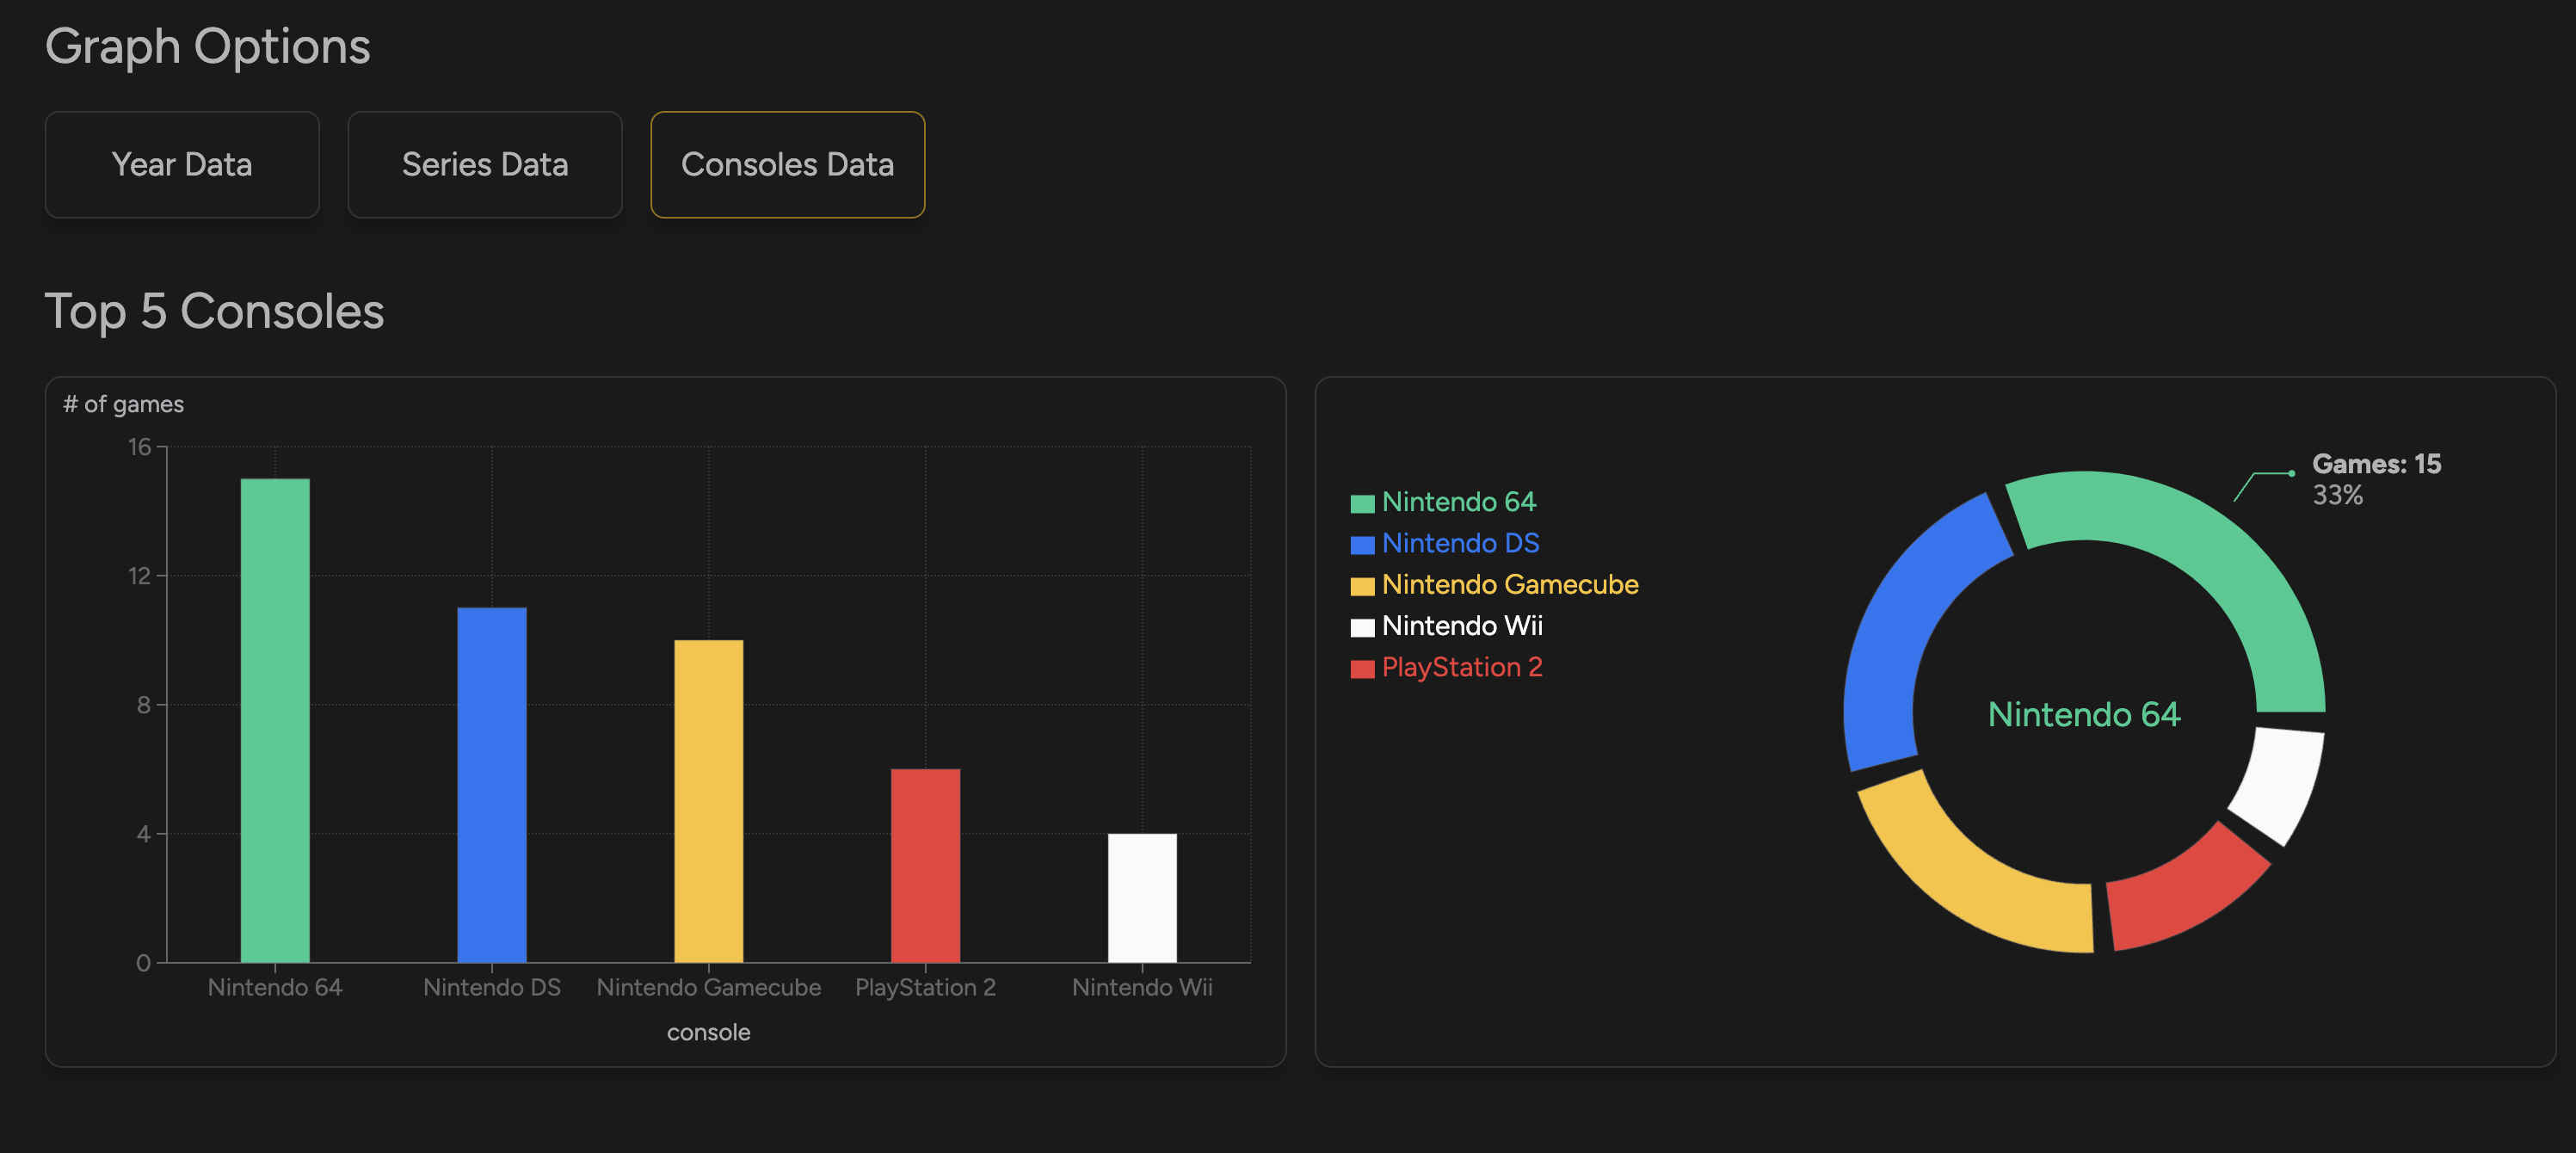 Graph Options
Year Data
Series Data
Consoles Data
Top 5 Consoles
# of games
16
12
8
4
0
Nintendo 64
Nintendo DS
Nintendo Gamecube
PlayStation 2
Nintendo Wii
console
Nintendo 64
Nintendo DS
Nintendo Gamecube
Nintendo Wii
PlayStation 2
Games: 15
33%
Nintendo 64